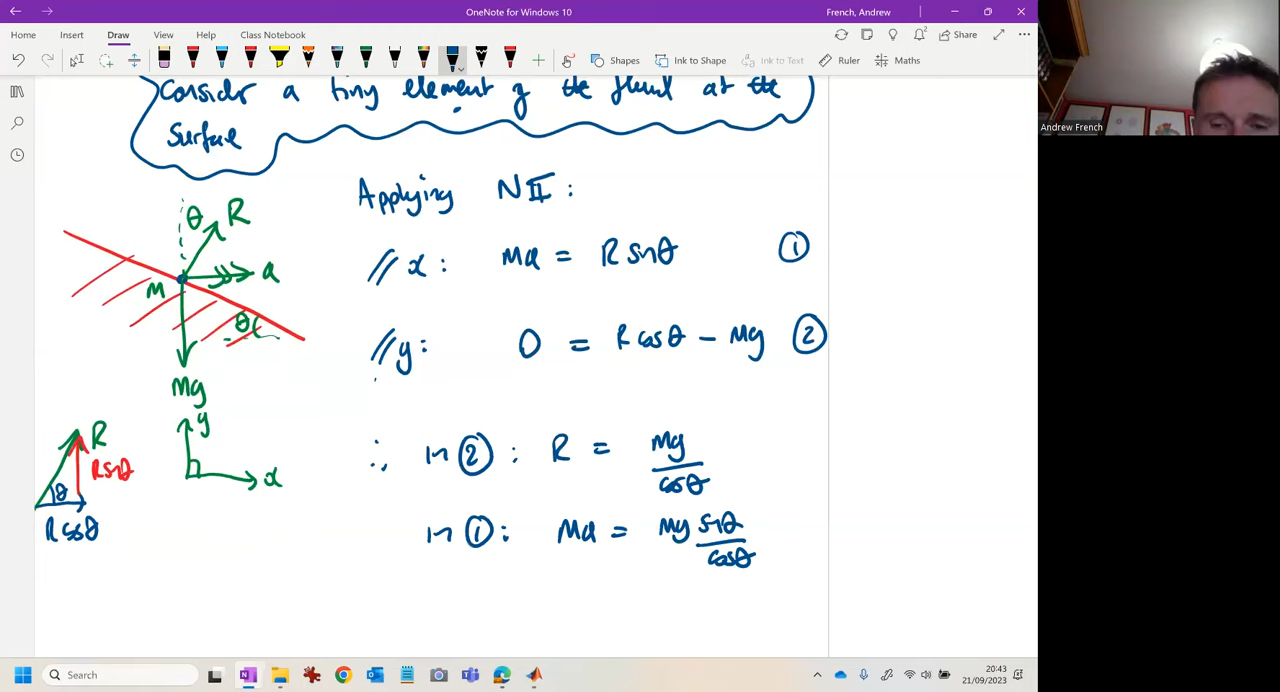 OneNote for Windows 10
French, Andrew
Home Insert Draw View Help Class Notebook
Share
Shapes Ink to Shape Ink to Text Ruler Maths
Consider a tiny element of the fluid at the
Surface
Applying NII:
// x: Ma = R sinθ ①
// y: 0 = R cosθ - Mg ②
∴ in ②: R = Mg/cosθ
in ①: Ma = Mg sinθ/cosθ
θ R
a
M
θ
Mg
y
x
R
R sinθ
θ
R cosθ
Andrew French
Search
20:43
21/09/2023